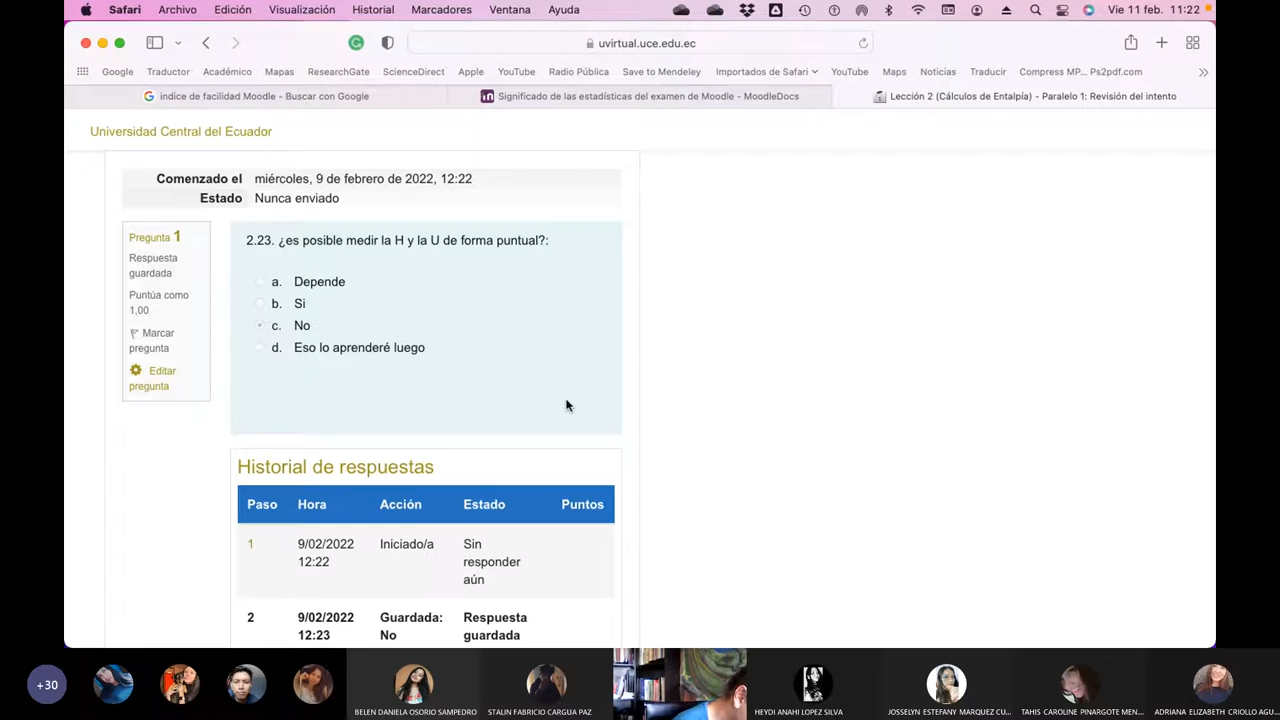 Safari Archivo Edición Visualización Historial Marcadores Ventana Ayuda Vie 11 feb. 11:22
uvirtual.uce.edu.ec
Google Traductor Académico Mapas ResearchGate ScienceDirect Apple YouTube Radio Pública Save to Mendeley Importados de Safari YouTube Maps Noticias Traducir Compress MP... Ps2pdf.com
indice de facilidad Moodle - Buscar con Google
Significado de las estadísticas del examen de Moodle - MoodleDocs
Lección 2 (Cálculos de Entalpía) - Paralelo 1: Revisión del intento
Universidad Central del Ecuador
Comenzado el miércoles, 9 de febrero de 2022, 12:22
Estado Nunca enviado
Pregunta 1
Respuesta
guardada
Puntúa como
1,00
Marcar
pregunta
Editar
pregunta
2.23. ¿es posible medir la H y la U de forma puntual?:
a. Depende
b. Si
c. No
d. Eso lo aprenderé luego
Historial de respuestas
Paso Hora Acción Estado Puntos
1 9/02/2022 Iniciado/a Sin
12:22 responder
aún
2 9/02/2022 Guardada: Respuesta
12:23 No guardada
+30
BELEN DANIELA OSORIO SAMPEDRO
STALIN FABRICIO CARGUA PAZ
HEYDI ANAHI LOPEZ SILVA
JOSSELYN ESTEFANY MARQUEZ CU...
TAHIS CAROLINE PINARGOTE MEN...
ADRIANA ELIZABETH CRIOLLO AGU...